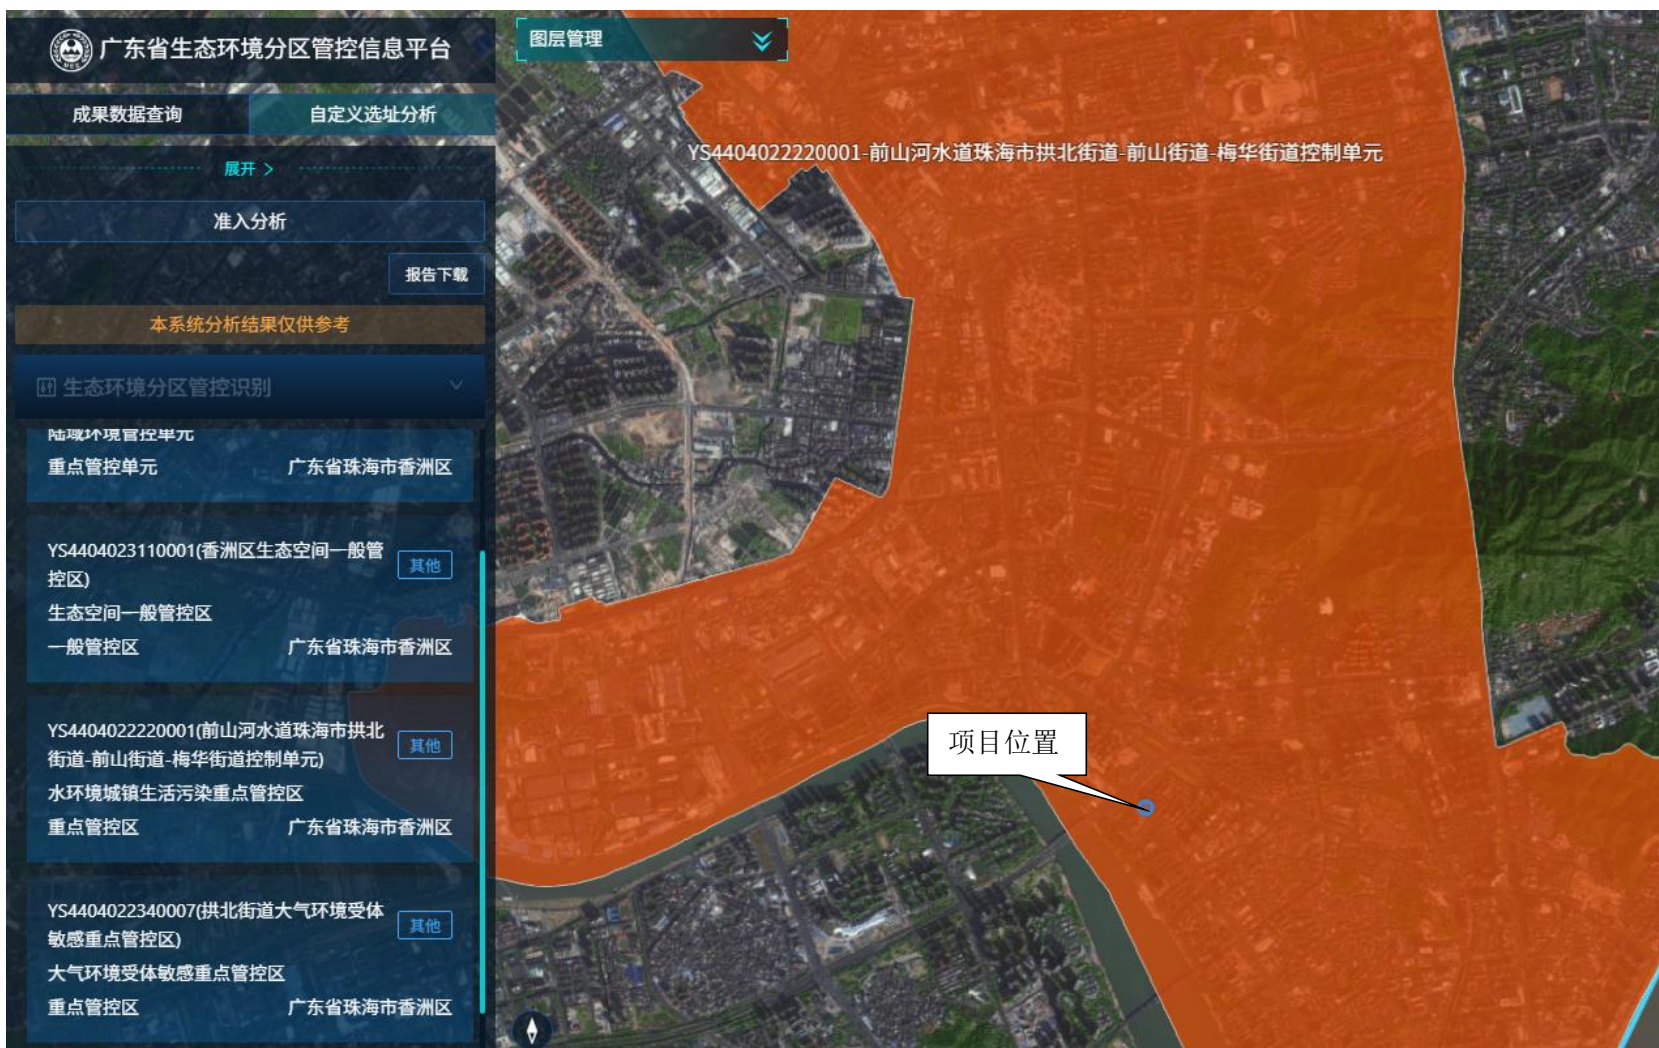 广东省生态环境分区管控信息平台
图层管理
成果数据查询
自定义选址分析
展开 >
准入分析
报告下载
本系统分析结果仅供参考
生态环境分区管控识别
陆域环境管控单元
重点管控单元
广东省珠海市香洲区
YS4404023110001(香洲区生态空间一般管
控区)
其他
生态空间一般管控区
一般管控区
广东省珠海市香洲区
YS4404022220001(前山河水道珠海市拱北
街道-前山街道-梅华街道控制单元)
其他
水环境城镇生活污染重点管控区
重点管控区
广东省珠海市香洲区
YS4404022340007(拱北街道大气环境受体
敏感重点管控区)
其他
大气环境受体敏感重点管控区
重点管控区
广东省珠海市香洲区
YS4404022220001-前山河水道珠海市拱北街道-前山街道-梅华街道控制单元
项目位置